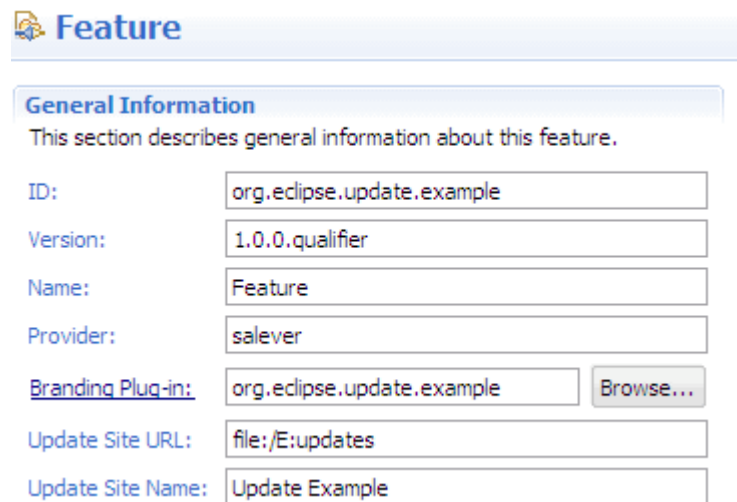 Feature
General Information
This section describes general information about this feature.
ID: org.eclipse.update.example
Version: 1.0.0.qualifier
Name: Feature
Provider: salever
Branding Plug-in: org.eclipse.update.example Browse...
Update Site URL: file:/E:updates
Update Site Name: Update Example